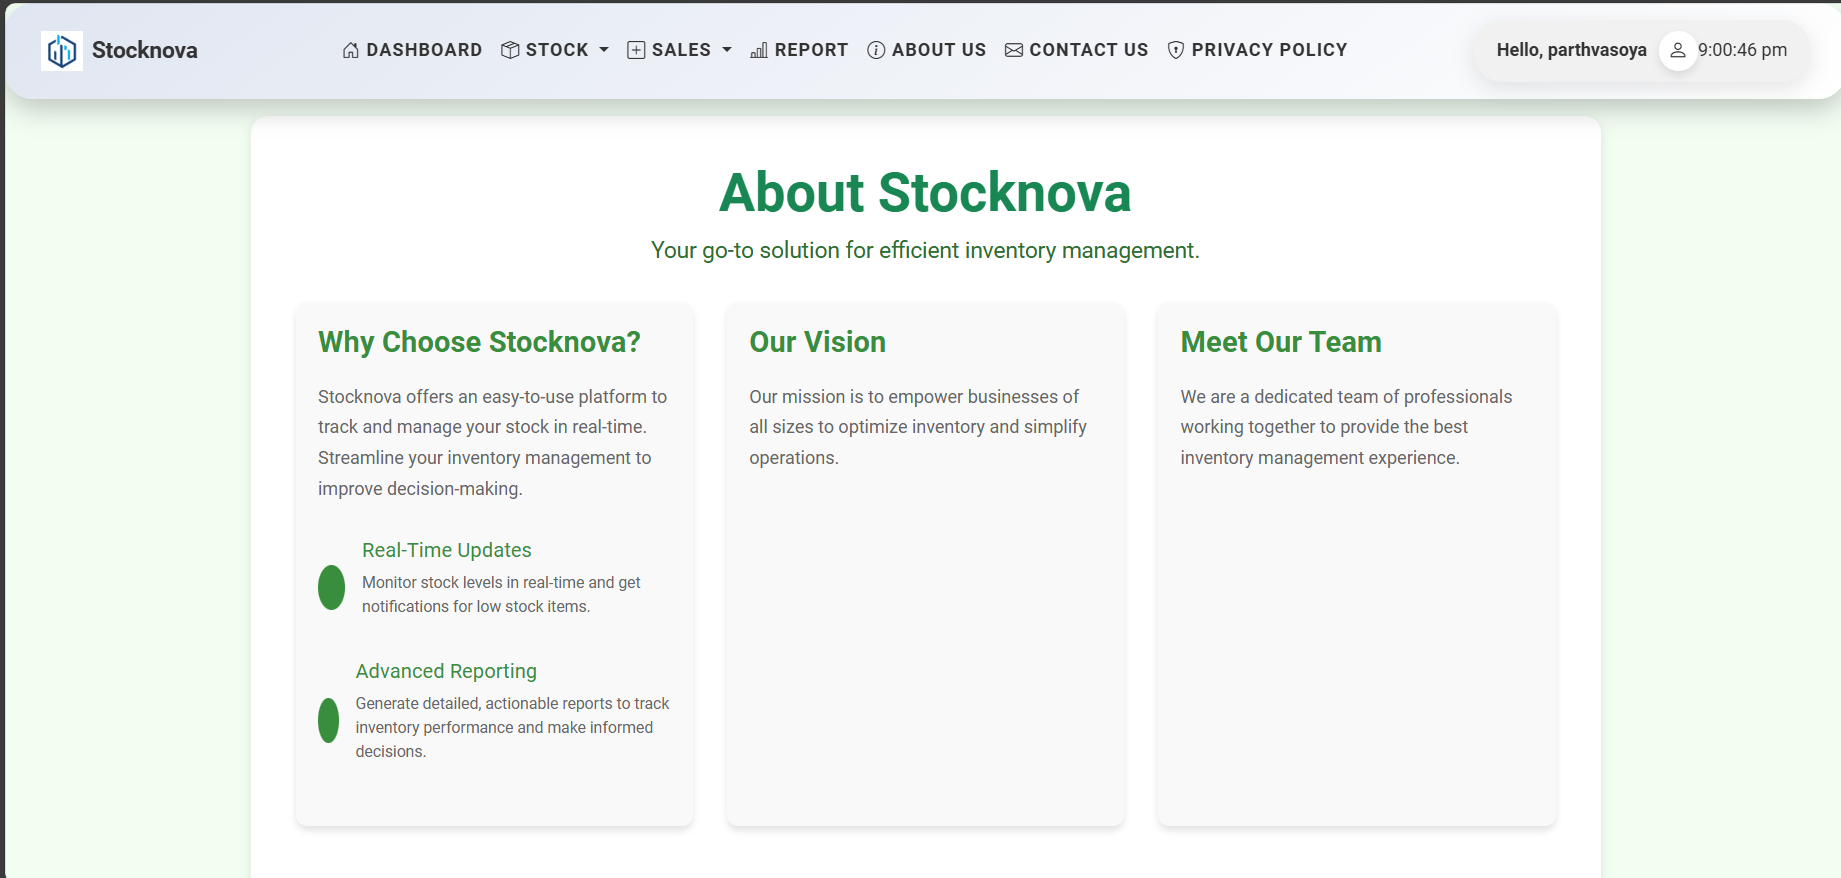 Stocknova
DASHBOARD STOCK SALES REPORT ABOUT US CONTACT US PRIVACY POLICY
Hello, parthvasoya 9:00:46 pm
About Stocknova
Your go-to solution for efficient inventory management.
Why Choose Stocknova?
Stocknova offers an easy-to-use platform to
track and manage your stock in real-time.
Streamline your inventory management to
improve decision-making.
Real-Time Updates
Monitor stock levels in real-time and get
notifications for low stock items.
Advanced Reporting
Generate detailed, actionable reports to track
inventory performance and make informed
decisions.
Our Vision
Our mission is to empower businesses of
all sizes to optimize inventory and simplify
operations.
Meet Our Team
We are a dedicated team of professionals
working together to provide the best
inventory management experience.